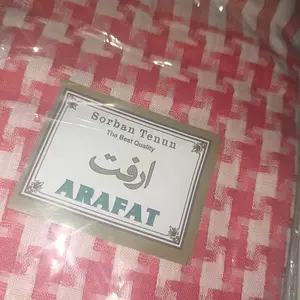 Sorban Tenun
The Best Quality
ارفت
ARAFAT